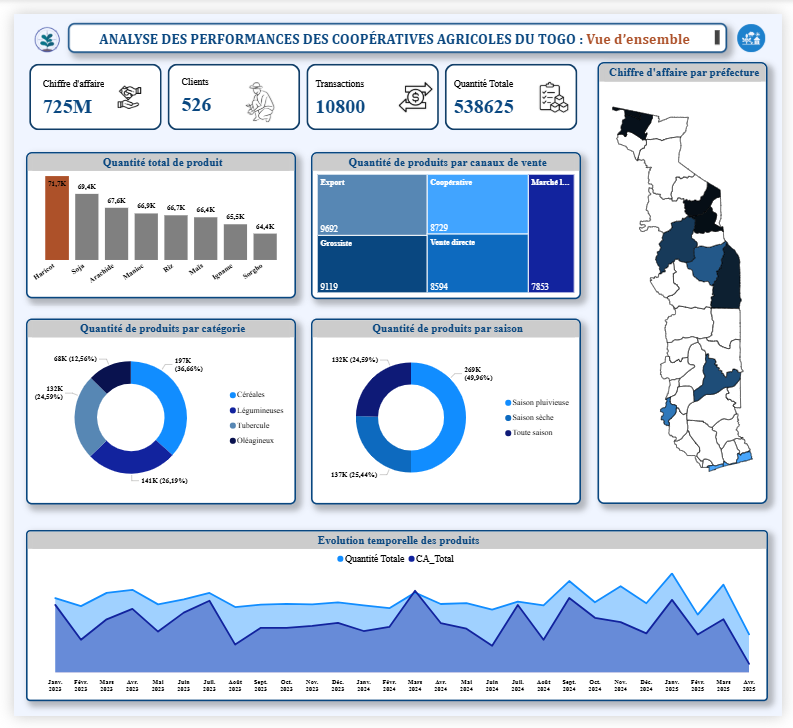 ANALYSE DES PERFORMANCES DES COOPÉRATIVES AGRICOLES DU TOGO : Vue d'ensemble
Chiffre d'affaire
725M
Clients
526
Transactions
10800
Quantité Totale
538625
Chiffre d'affaire par préfecture
Quantité total de produit
71,7K
69,4K
67,6K
66,9K
66,7K
66,4K
65,5K
64,4K
Haricot
Soja
Arachide
Manioc
Riz
Maïs
Igname
Sorgho
Quantité de produits par canaux de vente
Export
9692
Coopérative
8729
Marché l...
7853
Grossiste
9119
Vente directe
8594
Quantité de produits par catégorie
68K (12,56%)
197K
(36,66%)
132K
(24,59%)
141K (26,19%)
Céréales
Légumineuses
Tubercule
Oléagineux
Quantité de produits par saison
132K (24,59%)
269K
(49,96%)
137K (25,44%)
Saison pluivieuse
Saison sèche
Toute saison
Evolution temporelle des produits
Quantité Totale
CA_Total
Janv. 2023
Févr. 2023
Mars 2023
Avr. 2023
Mai 2023
Juin 2023
Juil. 2023
Août 2023
Sept. 2023
Oct. 2023
Nov. 2023
Déc. 2023
Janv. 2024
Févr. 2024
Mars 2024
Avr. 2024
Mai 2024
Juin 2024
Juil. 2024
Août 2024
Sept. 2024
Oct. 2024
Nov. 2024
Déc. 2024
Janv. 2025
Févr. 2025
Mars 2025
Avr. 2025